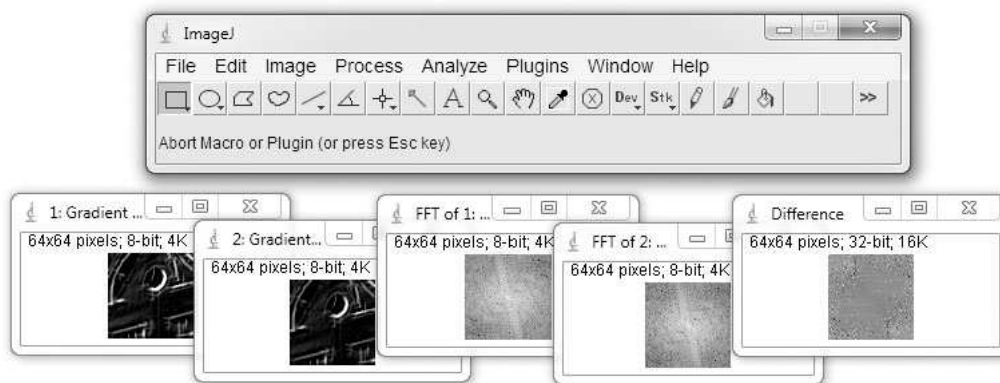 ImageJ
File Edit Image Process Analyze Plugins Window Help
A Dev Stk >>
Abort Macro or Plugin (or press Esc key)
1: Gradient ...
64x64 pixels; 8-bit; 4K
2: Gradient...
64x64 pixels; 8-bit; 4K
FFT of 1: ...
64x64 pixels; 8-bit; 4K
FFT of 2: ...
64x64 pixels; 8-bit; 4K
Difference
64x64 pixels; 32-bit; 16K